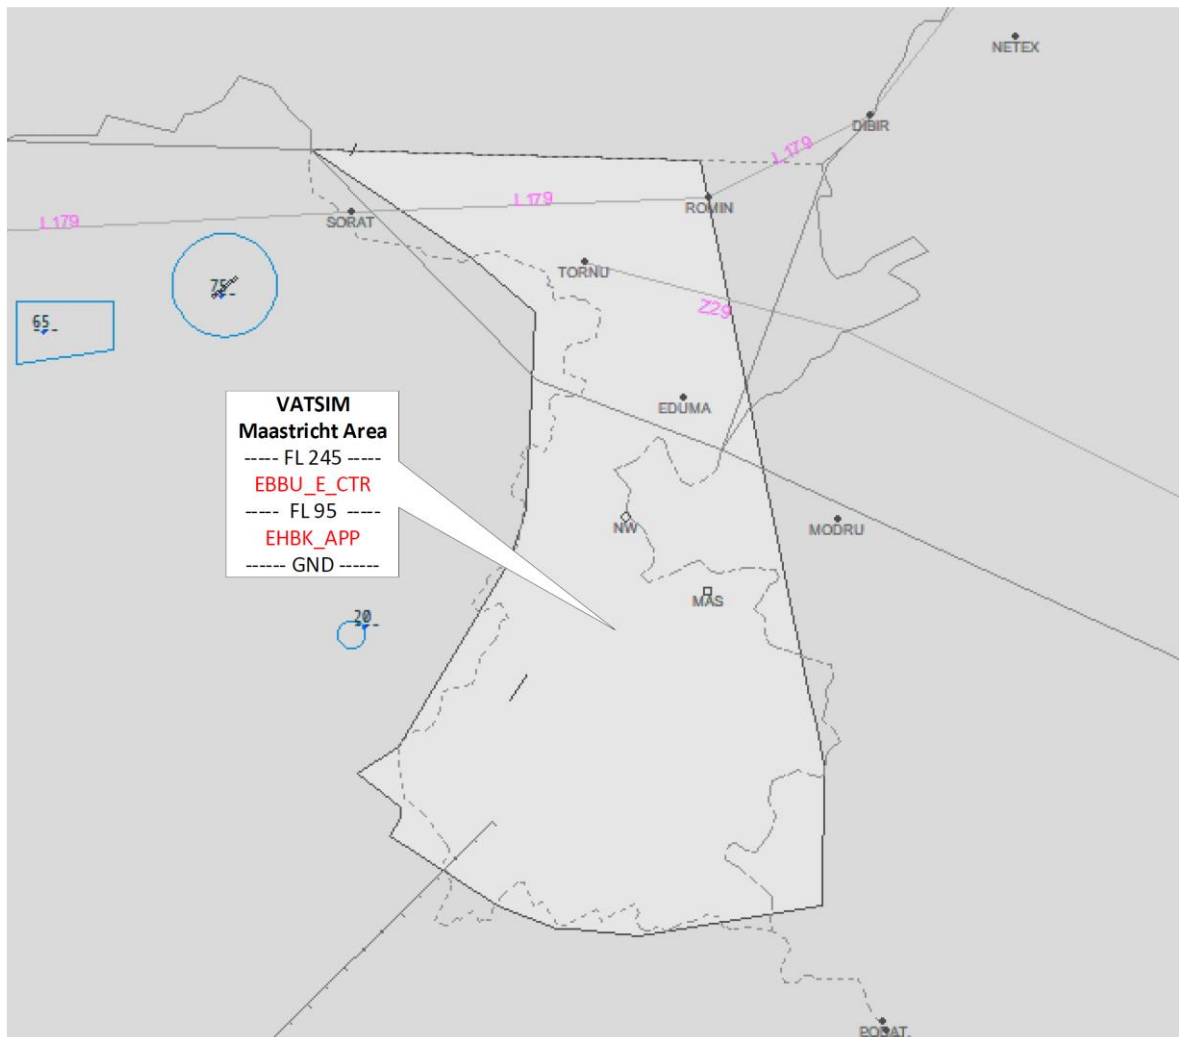 NETEX
DIBIR
L179
L179
ROMIN
L179
SORAT
TORNU
75
Z29
65
VATSIM
Maastricht Area
----- FL 245 -----
EBBU_E_CTR
----- FL 95 -----
EHBK_APP
------ GND ------
EDUMA
NW
MODRU
MAS
20